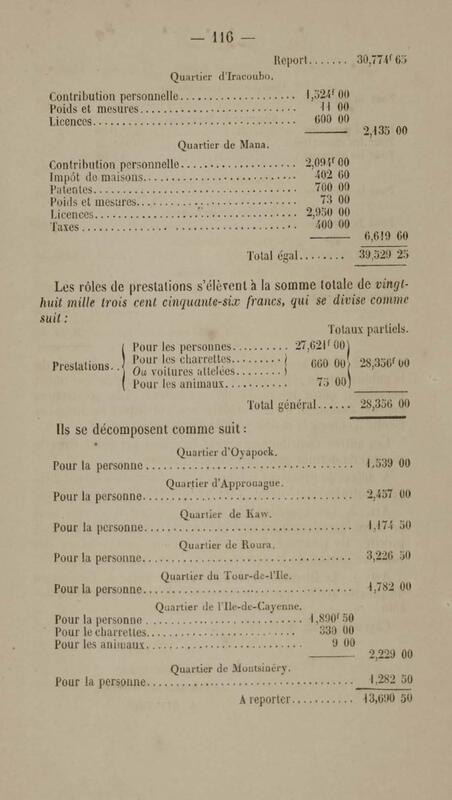 — 116 —
Report....... 30,774f 65
Quartier d'Iracoubo.
Contribution personnelle.................... 1,524f 00
Poids et mesures........................... 11 00
Licences................................... 600 00
2,135 00
Quartier de Mana.
Contribution personnelle.................... 2,094f 00
Impôt de maisons........................... 402 60
Patentes................................... 700 00
Poids et mesures........................... 73 00
Licences................................... 2,950 00
Taxes...................................... 400 00
6,619 60
Total égal........ 39,529 25
Les rôles de prestations s'élèvent à la somme totale de vingt-
huit mille trois cent cinquante-six francs, qui se divise comme
suit :
Totaux partiels.
Prestations.. { Pour les personnes.......... 27,621f 00
Pour les charrettes......... } 660 00 } 28,356f 00
Ou voitures attelées........
Pour les animaux............ 75 00
Total général...... 28,356 00
Ils se décomposent comme suit :
Quartier d'Oyapock.
Pour la personne................................ 1,539 00
Quartier d'Approuague.
Pour la personne................................ 2,457 00
Quartier de Kaw.
Pour la personne................................ 1,174 50
Quartier de Roura.
Pour la personne................................ 3,226 50
Quartier du Tour-de-l'Ile.
Pour la personne................................ 1,782 00
Quartier de l'Ile-de-Cayenne.
Pour la personne........................ 1,890f 50
Pour le charrettes...................... 330 00
Pour les animaux........................ 9 00
2,229 00
Quartier de Montsinéry.
Pour la personne................................ 1,282 50
A reporter........... 13,690 50